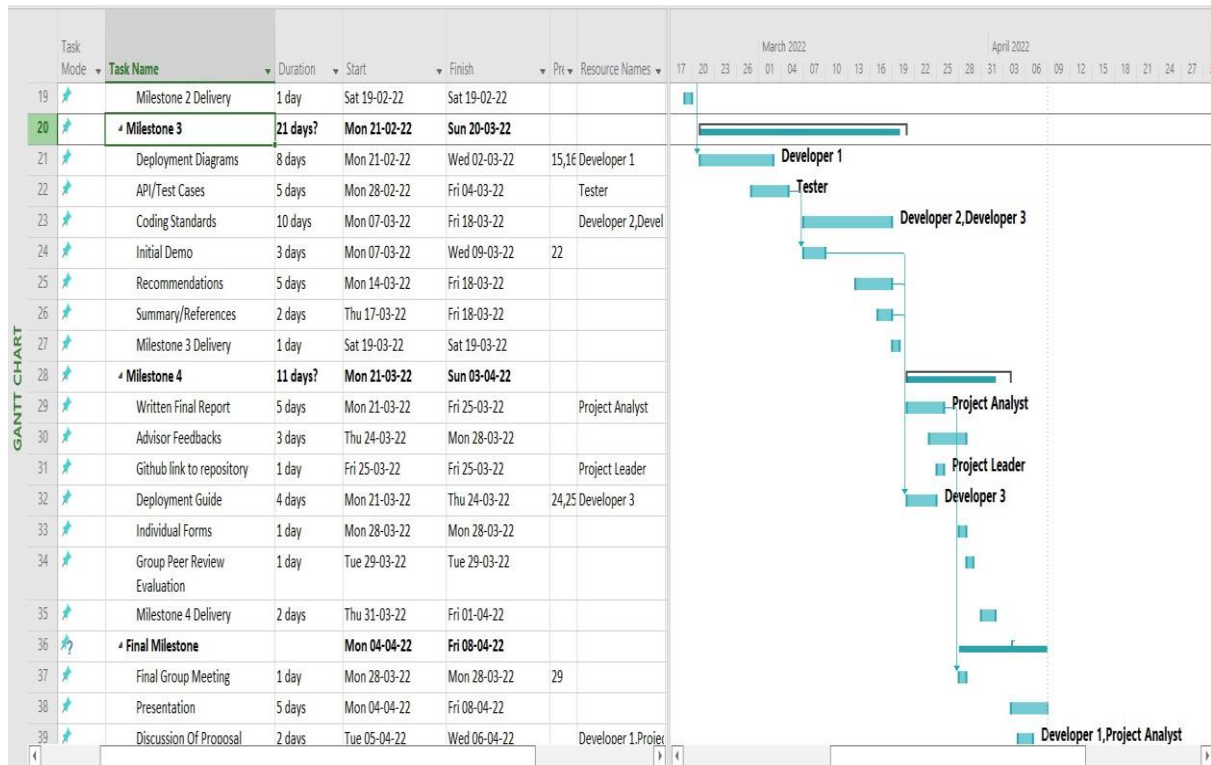 Task
Mode Task Name Duration Start Finish Pre Resource Names
March 2022 April 2022
17 20 23 26 01 04 07 10 13 16 19 22 25 28 31 03 06 09 12 15 18 21 24 27
19 Milestone 2 Delivery 1 day Sat 19-02-22 Sat 19-02-22
20 Milestone 3 21 days? Mon 21-02-22 Sun 20-03-22
21 Deployment Diagrams 8 days Mon 21-02-22 Wed 02-03-22 15,16 Developer 1 Developer 1
22 API/Test Cases 5 days Mon 28-02-22 Fri 04-03-22 Tester Tester
23 Coding Standards 10 days Mon 07-03-22 Fri 18-03-22 Developer 2,Devel Developer 2,Developer 3
24 Initial Demo 3 days Mon 07-03-22 Wed 09-03-22 22
25 Recommendations 5 days Mon 14-03-22 Fri 18-03-22
26 Summary/References 2 days Thu 17-03-22 Fri 18-03-22
27 Milestone 3 Delivery 1 day Sat 19-03-22 Sat 19-03-22
28 Milestone 4 11 days? Mon 21-03-22 Sun 03-04-22
29 Written Final Report 5 days Mon 21-03-22 Fri 25-03-22 Project Analyst Project Analyst
30 Advisor Feedbacks 3 days Thu 24-03-22 Mon 28-03-22
31 Github link to repository 1 day Fri 25-03-22 Fri 25-03-22 Project Leader Project Leader
32 Deployment Guide 4 days Mon 21-03-22 Thu 24-03-22 24,25 Developer 3 Developer 3
33 Individual Forms 1 day Mon 28-03-22 Mon 28-03-22
34 Group Peer Review 1 day Tue 29-03-22 Tue 29-03-22
Evaluation
35 Milestone 4 Delivery 2 days Thu 31-03-22 Fri 01-04-22
36 Final Milestone Mon 04-04-22 Fri 08-04-22
37 Final Group Meeting 1 day Mon 28-03-22 Mon 28-03-22 29
38 Presentation 5 days Mon 04-04-22 Fri 08-04-22
39 Discussion Of Proposal 2 days Tue 05-04-22 Wed 06-04-22 Developer 1,Projec Developer 1,Project Analyst
GANTT CHART